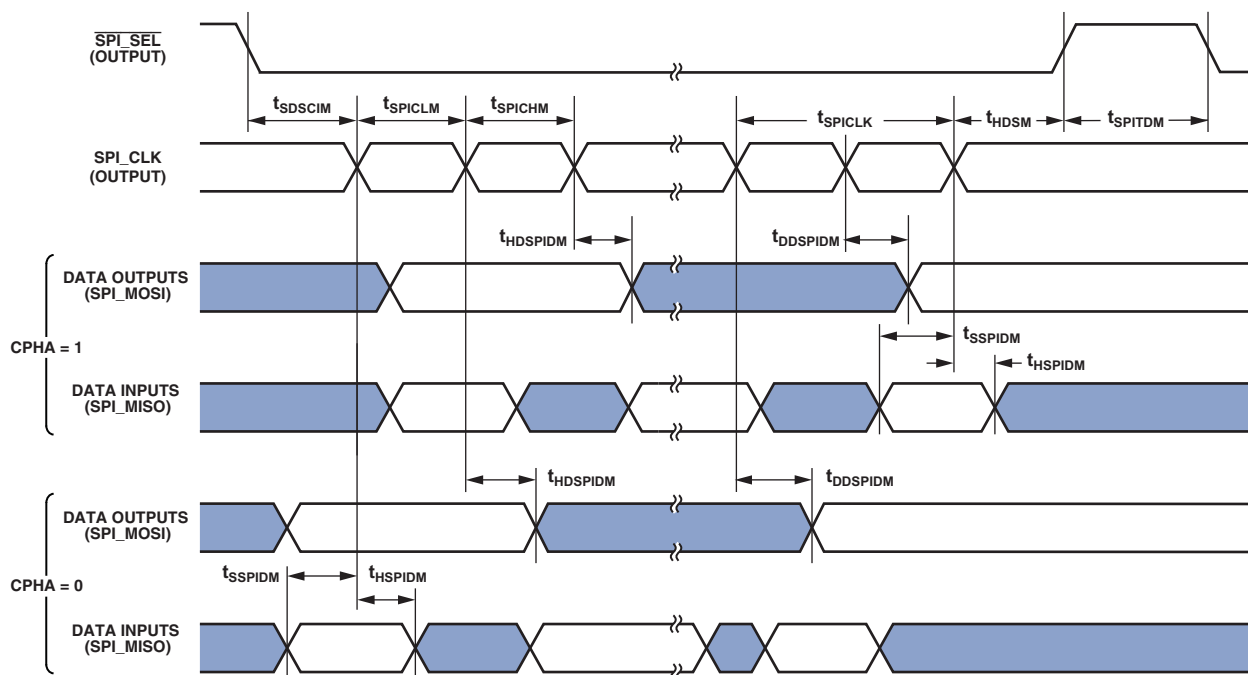 SPI_SEL
(OUTPUT)
tSDSCIM
tSPICLM
tSPICHM
tSPICLK
tHDSM
tSPITDM
SPI_CLK
(OUTPUT)
tHDSPIDM
tDDSPIDM
DATA OUTPUTS
(SPI_MOSI)
tSSPIDM
CPHA = 1
tHSPIDM
DATA INPUTS
(SPI_MISO)
tHDSPIDM
tDDSPIDM
DATA OUTPUTS
(SPI_MOSI)
CPHA = 0
tSSPIDM
tHSPIDM
DATA INPUTS
(SPI_MISO)